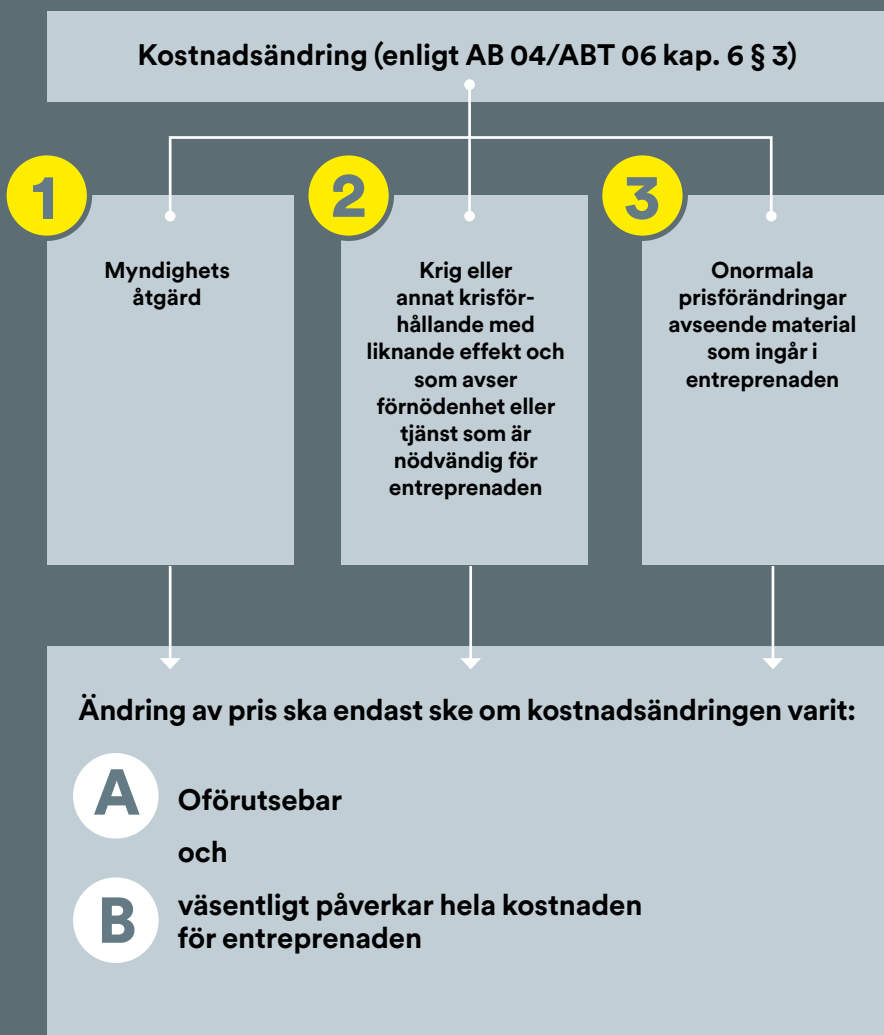 Kostnadsändring (enligt AB 04/ABT 06 kap. 6 § 3)
1
Myndighets
åtgärd
2
Krig eller
annat krisför-
hållande med
liknande effekt och
som avser
förnödenhet eller
tjänst som är
nödvändig för
entreprenaden
3
Onormala
prisförändringar
avseende material
som ingår i
entreprenaden
Ändring av pris ska endast ske om kostnadsändringen varit:
A Oförutsebar
och
B väsentligt påverkar hela kostnaden
för entreprenaden